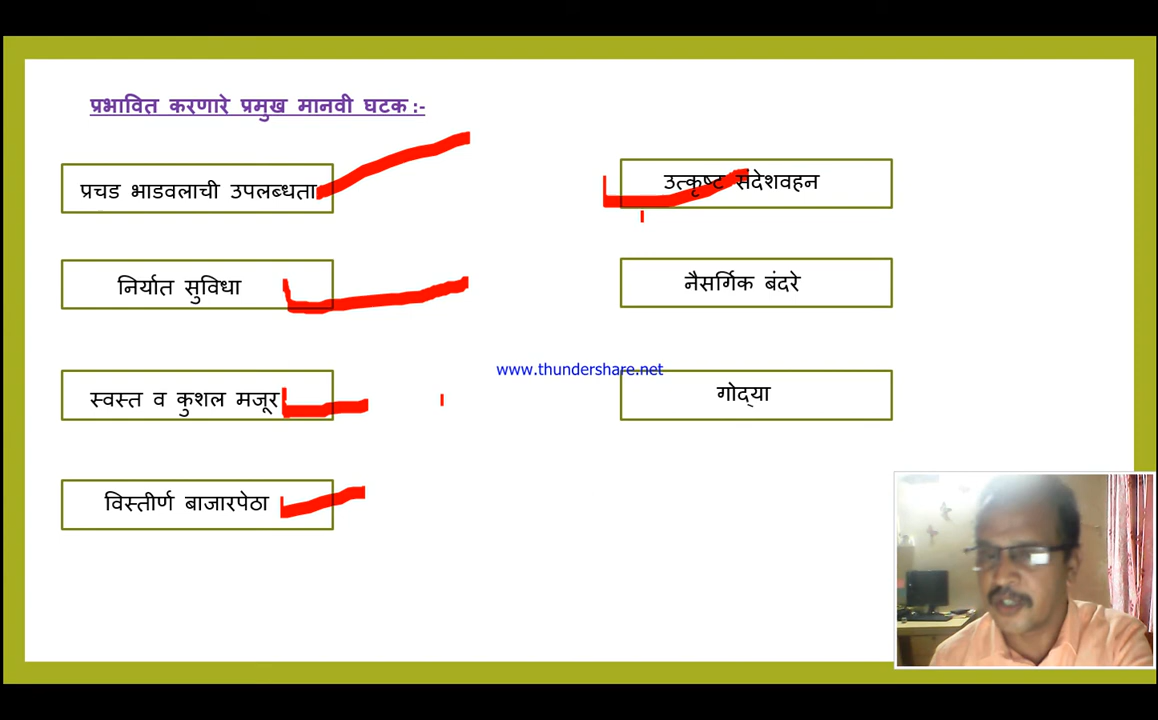 प्रभावित करणारे प्रमुख मानवी घटक :-
प्रचड भाडवलाची उपलब्धता
उत्कृष्ट संदेशवहन
निर्यात सुविधा
नैसर्गिक बंदरे
www.thundershare.net
स्वस्त व कुशल मजूर
गोद्‌या
विस्तीर्ण बाजारपेठा